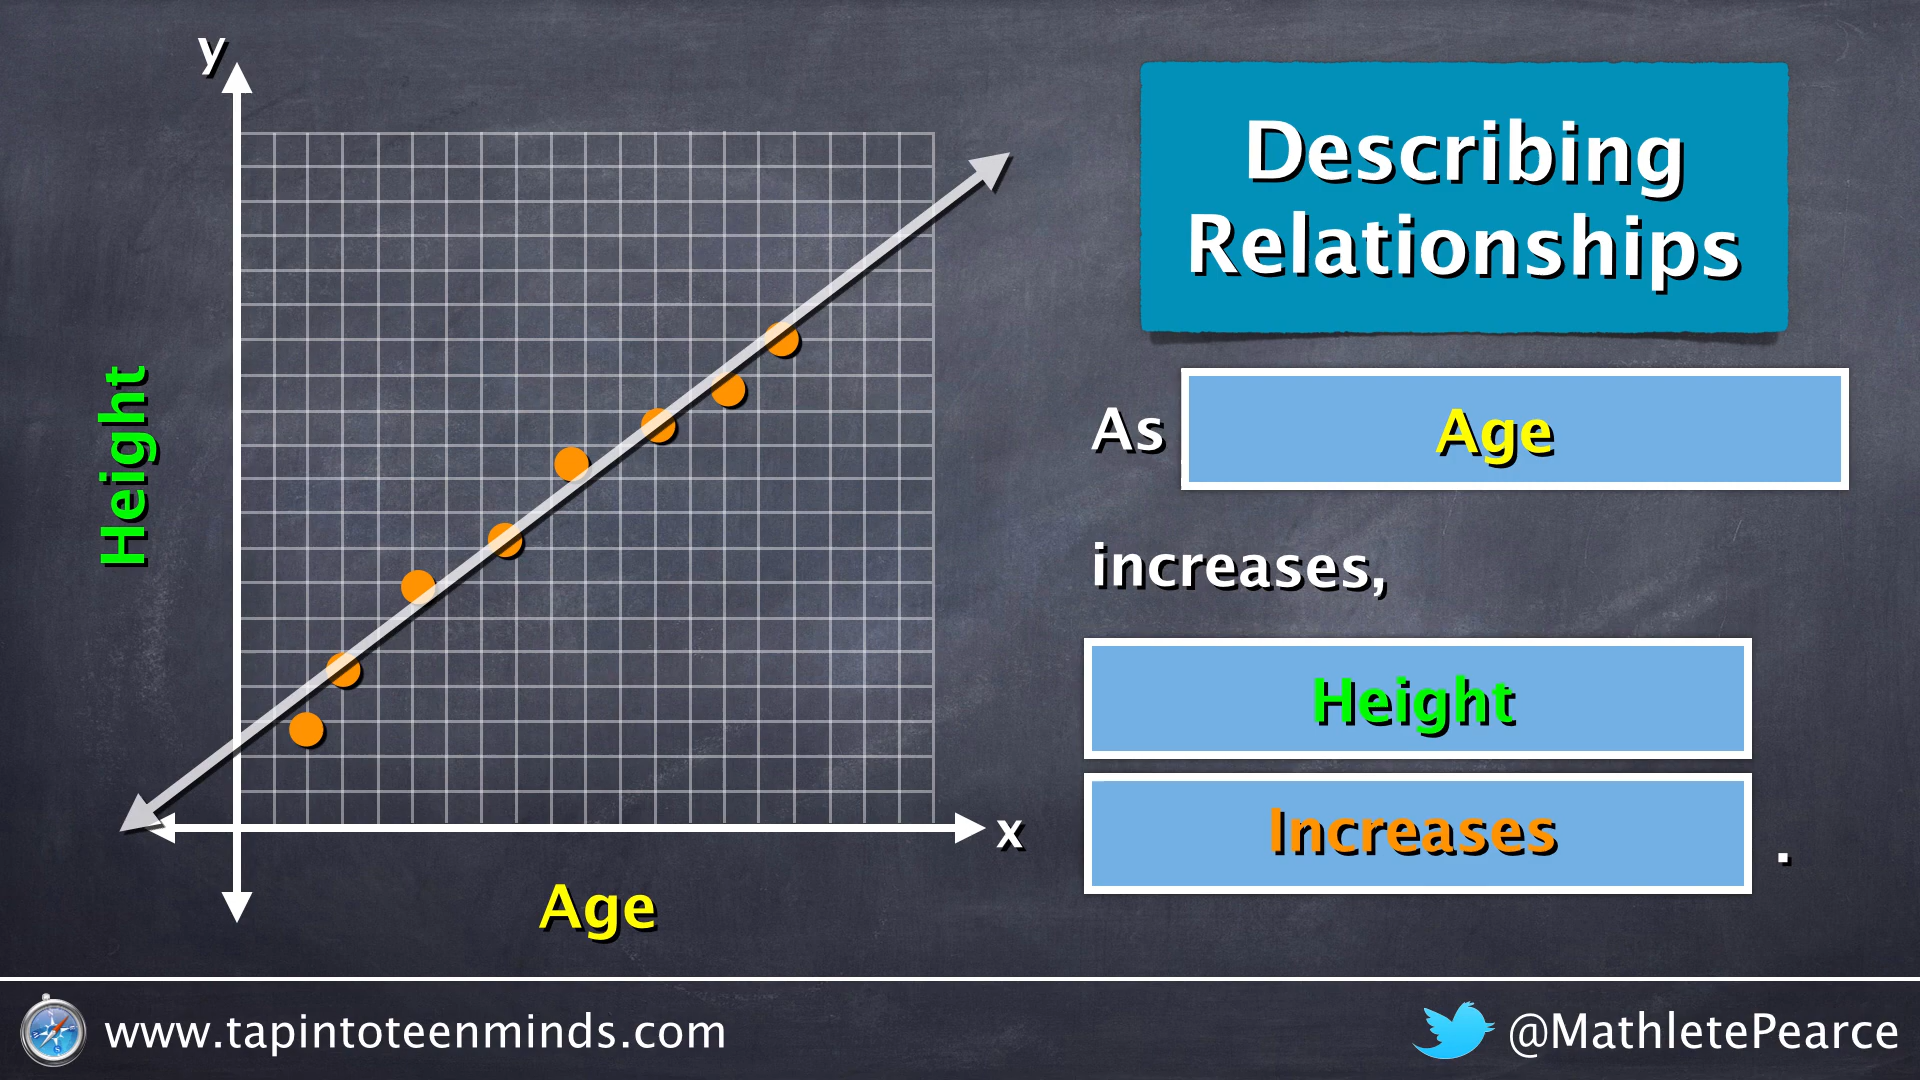 y
Height
x
Age
Describing
Relationships
As Age
increases,
Height
Increases .
www.tapintoteenminds.com
@MathletePearce